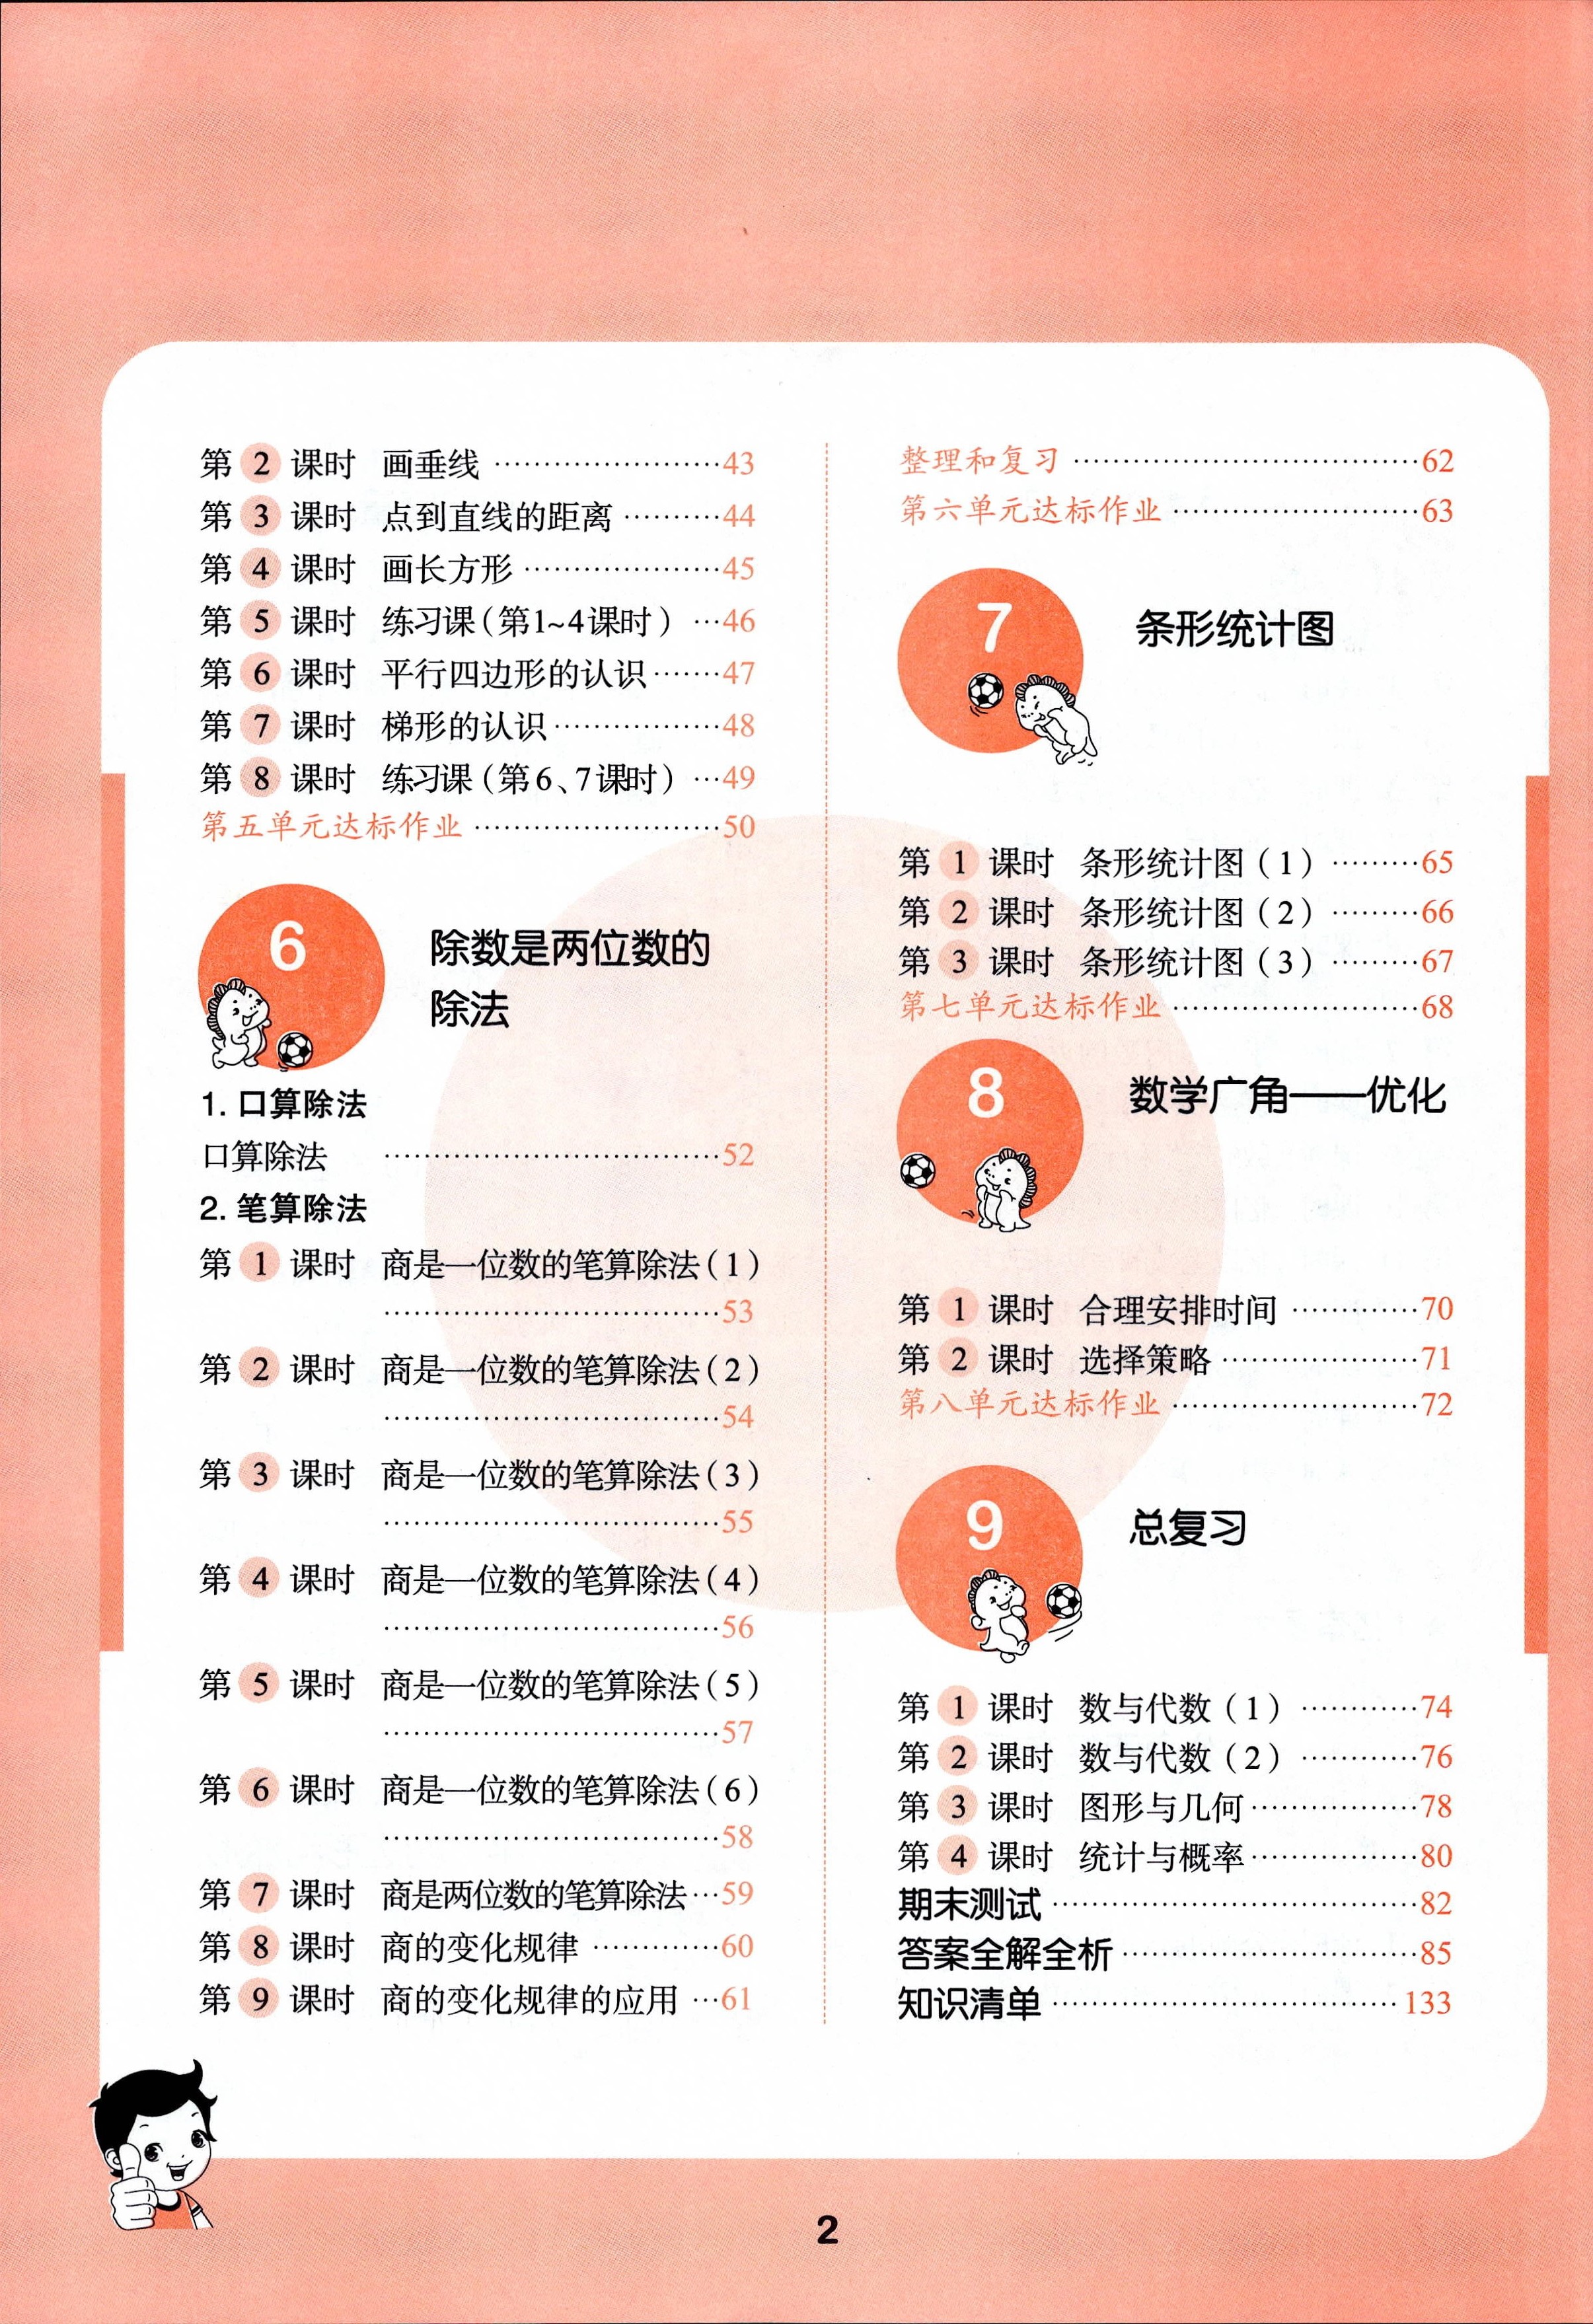 第2课时 画垂线 ……………………43
第3课时 点到直线的距离 ………44
第4课时 画长方形 …………………45
第5课时 练习课(第1~4课时) …46
第6课时 平行四边形的认识 ……47
第7课时 梯形的认识 ………………48
第8课时 练习课(第6、7课时) …49
第五单元达标作业 ……………………50
6
除数是两位数的
除法
1. 口算除法
口算除法 ……………………………52
2. 笔算除法
第1课时 商是一位数的笔算除法(1)
……………………………53
第2课时 商是一位数的笔算除法(2)
……………………………54
第3课时 商是一位数的笔算除法(3)
……………………………55
第4课时 商是一位数的笔算除法(4)
……………………………56
第5课时 商是一位数的笔算除法(5)
……………………………57
第6课时 商是一位数的笔算除法(6)
……………………………58
第7课时 商是两位数的笔算除法 …59
第8课时 商的变化规律 …………60
第9课时 商的变化规律的应用 …61
整理和复习 ……………………………62
第六单元达标作业 ……………………63
7
条形统计图
第1课时 条形统计图(1) ………65
第2课时 条形统计图(2) ………66
第3课时 条形统计图(3) ………67
第七单元达标作业 ……………………68
8
数学广角——优化
第1课时 合理安排时间 …………70
第2课时 选择策略 ………………71
第八单元达标作业 ……………………72
9
总复习
第1课时 数与代数(1) …………74
第2课时 数与代数(2) …………76
第3课时 图形与几何 ……………78
第4课时 统计与概率 ……………80
期末测试 ………………………………82
答案全解全析 …………………………85
知识清单 ……………………………133
2